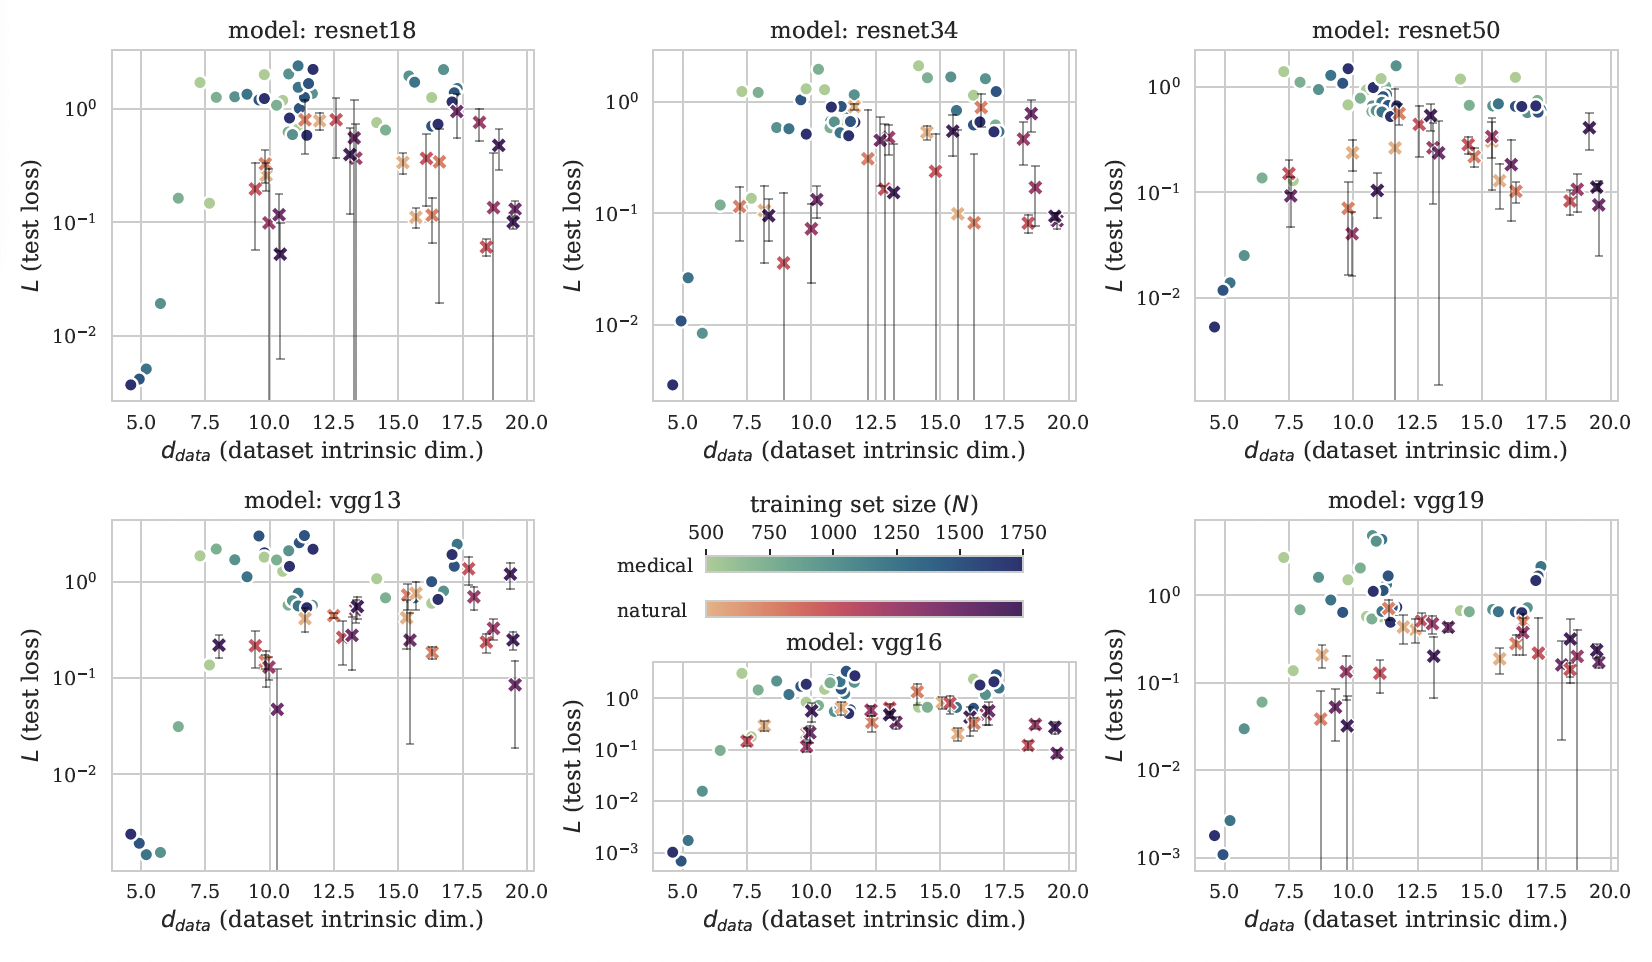 model: resnet18
10⁰
10⁻¹
10⁻²
L (test loss)
5.0 7.5 10.0 12.5 15.0 17.5 20.0
d_data (dataset intrinsic dim.)
model: resnet34
10⁰
10⁻¹
10⁻²
L (test loss)
5.0 7.5 10.0 12.5 15.0 17.5 20.0
d_data (dataset intrinsic dim.)
model: resnet50
10⁰
10⁻¹
10⁻²
L (test loss)
5.0 7.5 10.0 12.5 15.0 17.5 20.0
d_data (dataset intrinsic dim.)
model: vgg13
10⁰
10⁻¹
10⁻²
L (test loss)
5.0 7.5 10.0 12.5 15.0 17.5 20.0
d_data (dataset intrinsic dim.)
training set size (N)
500 750 1000 1250 1500 1750
medical
natural
model: vgg16
10⁰
10⁻¹
10⁻²
10⁻³
L (test loss)
5.0 7.5 10.0 12.5 15.0 17.5 20.0
d_data (dataset intrinsic dim.)
model: vgg19
10⁰
10⁻¹
10⁻²
10⁻³
L (test loss)
5.0 7.5 10.0 12.5 15.0 17.5 20.0
d_data (dataset intrinsic dim.)